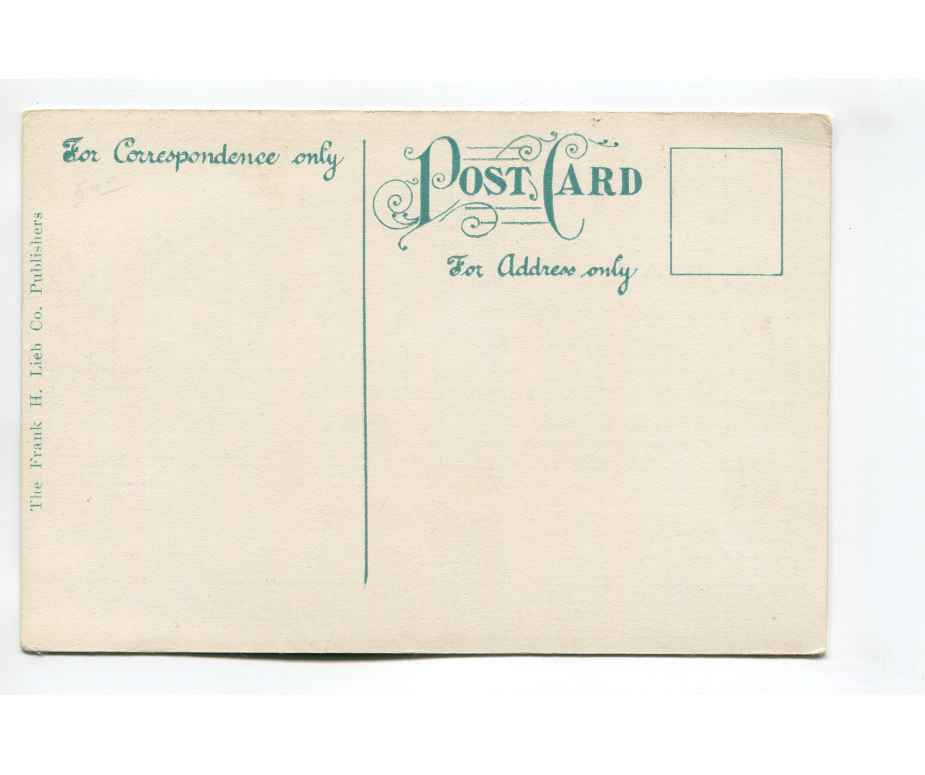 For Correspondence only
POST CARD
For Address only
The Frank H. Lieb Co. Publishers